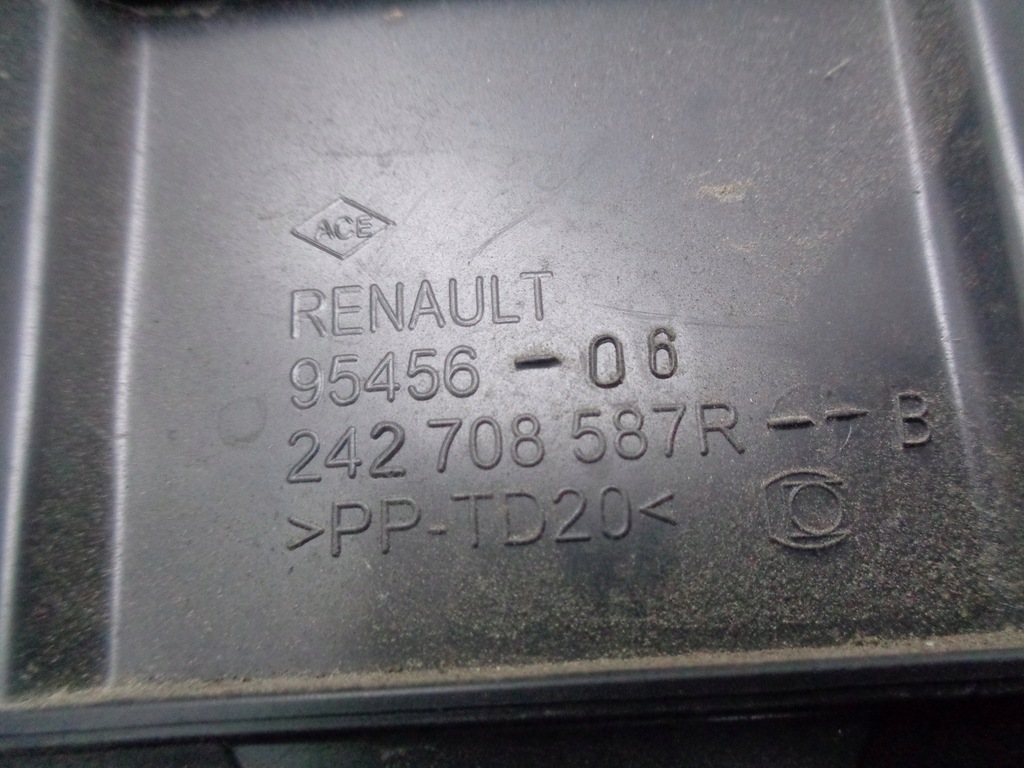 ACE
RENAULT
95456 - 06
242 708 587R -- B
>PP-TD20<